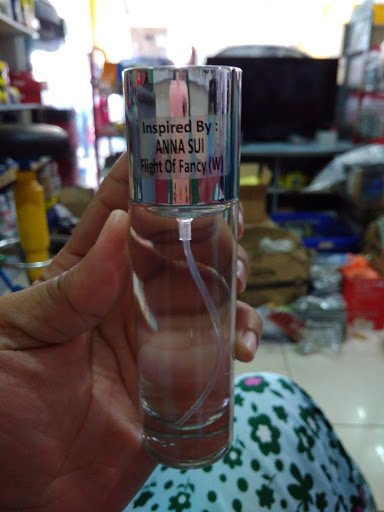 Inspired By :
ANNA SUI
Flight Of Fancy (W)